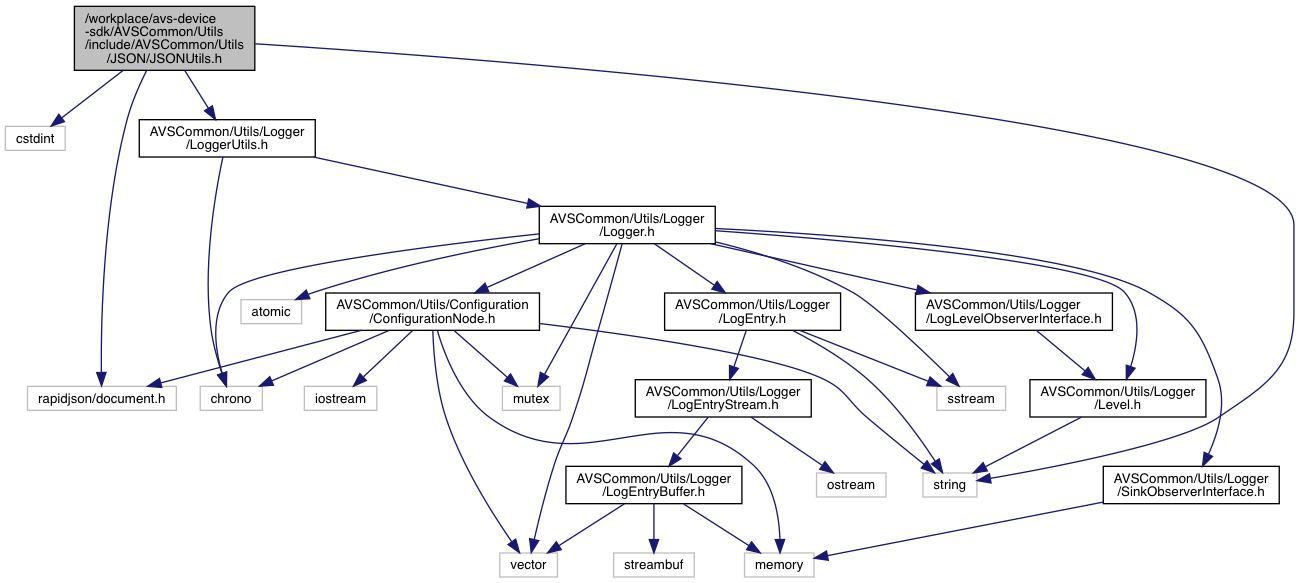 /workplace/avs-device
-sdk/AVSCommon/Utils
/include/AVSCommon/Utils
/JSON/JSONUtils.h
cstdint
AVSCommon/Utils/Logger
/LoggerUtils.h
AVSCommon/Utils/Logger
/Logger.h
atomic
AVSCommon/Utils/Configuration
/ConfigurationNode.h
AVSCommon/Utils/Logger
/LogEntry.h
AVSCommon/Utils/Logger
/LogLevelObserverInterface.h
rapidjson/document.h
chrono
iostream
mutex
AVSCommon/Utils/Logger
/LogEntryStream.h
sstream
AVSCommon/Utils/Logger
/Level.h
AVSCommon/Utils/Logger
/LogEntryBuffer.h
ostream
string
AVSCommon/Utils/Logger
/SinkObserverInterface.h
vector
streambuf
memory